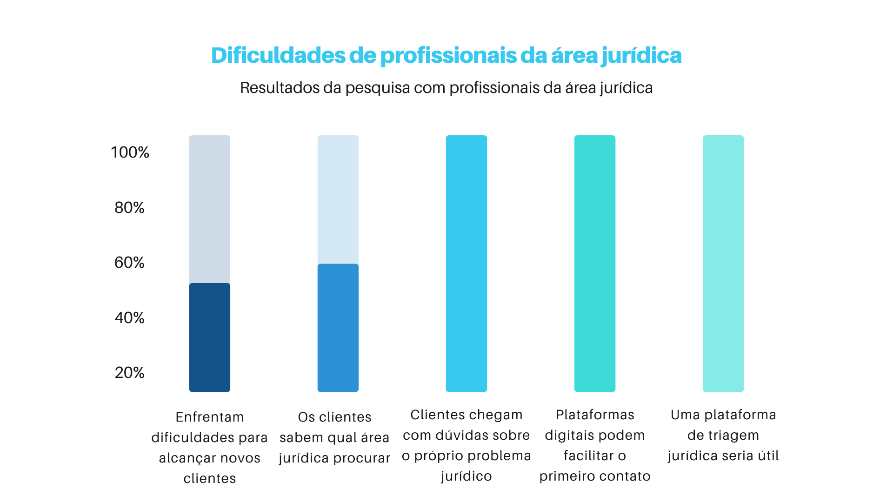 Dificuldades de profissionais da área jurídica
Resultados da pesquisa com profissionais da área jurídica
100%
80%
60%
40%
20%
Enfrentam
dificuldades para
alcançar novos
clientes
Os clientes
sabem qual área
jurídica procurar
Clientes chegam
com dúvidas sobre
o próprio problema
jurídico
Plataformas
digitais podem
facilitar o
primeiro contato
Uma plataforma
de triagem
jurídica seria útil